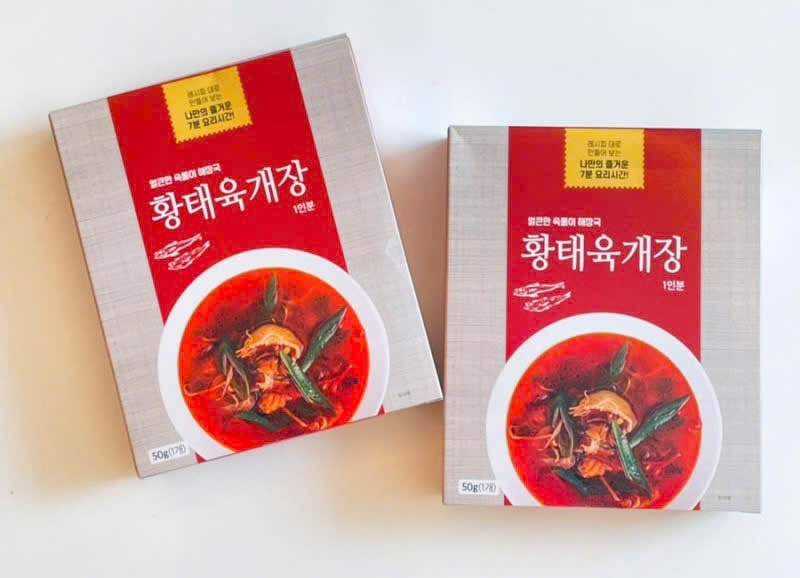 레시피 대로
만들어 보는
나만의 즐거운
7분 요리시간!
얼큰한 속풀이 해장국
황태육개장
1인분
50g(1개)
레시피 대로
만들어 보는
나만의 즐거운
7분 요리시간!
얼큰한 속풀이 해장국
황태육개장
1인분
50g(1개)